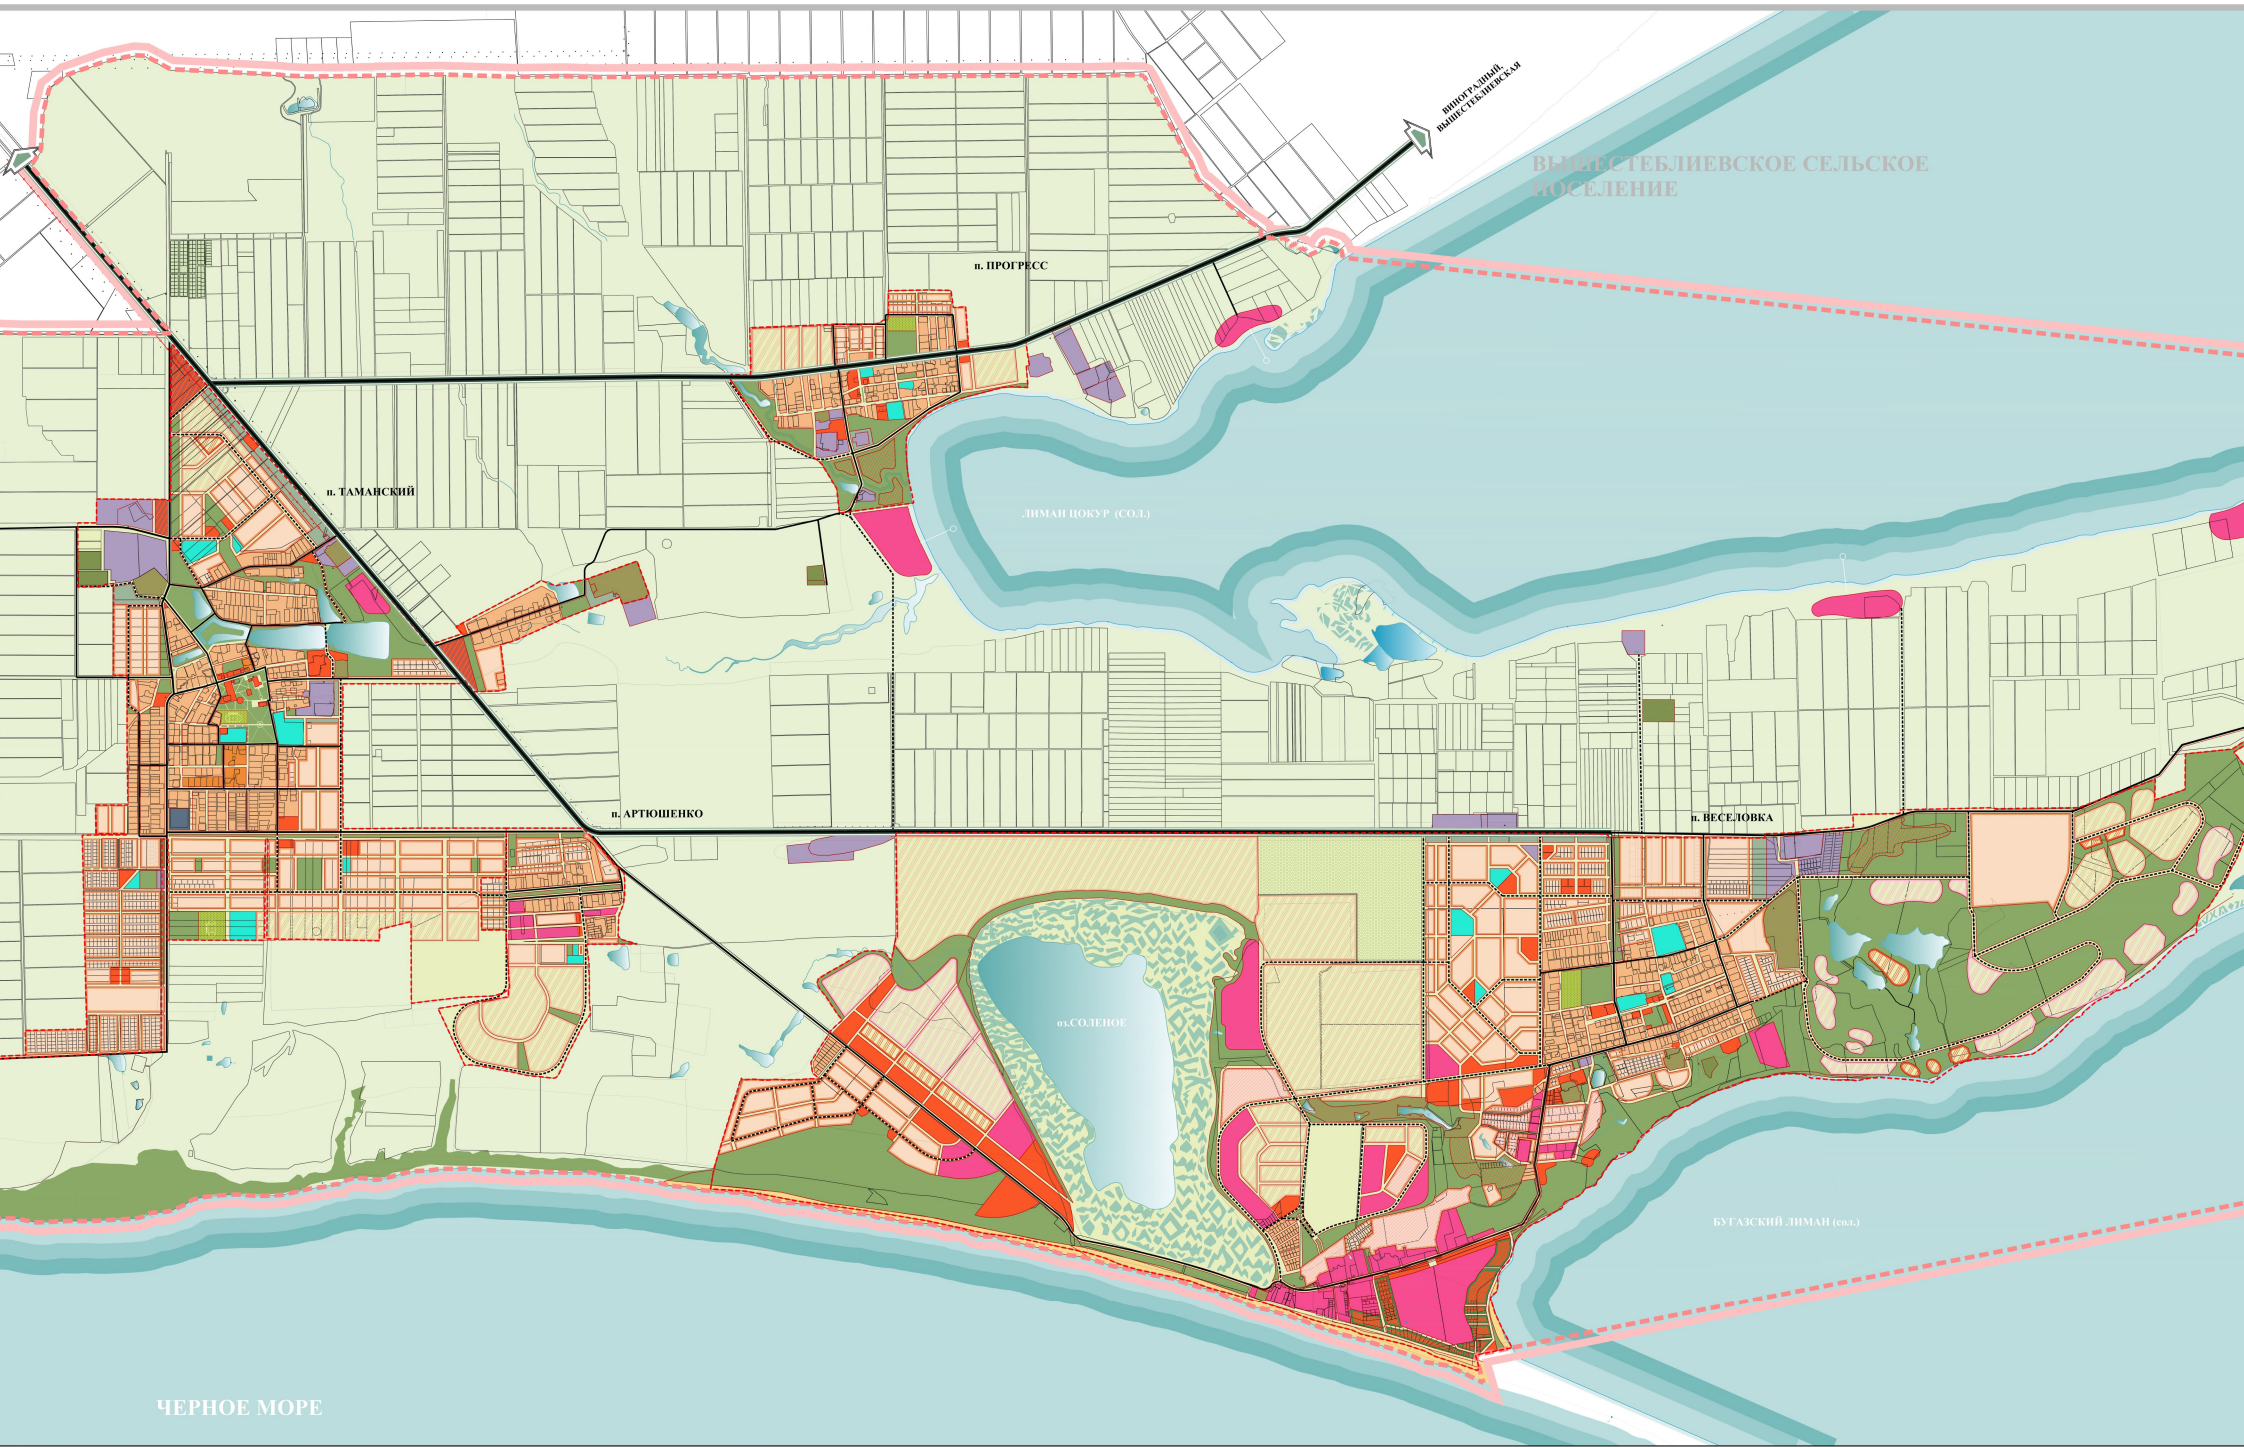 ВИНОГРАДНЫЙ,
ВЫШЕСТЕБЛИЕВСКАЯ
ВЫШЕСТЕБЛИЕВСКОЕ СЕЛЬСКОЕ
ПОСЕЛЕНИЕ
п. ПРОГРЕСС
п. ТАМАНСКИЙ
ЛИМАН ЦОКУР (СОЛ.)
п. АРТЮШЕНКО
п. ВЕСЕЛОВКА
оз.СОЛЕНОЕ
БУГАЗСКИЙ ЛИМАН (сол.)
ЧЕРНОЕ МОРЕ